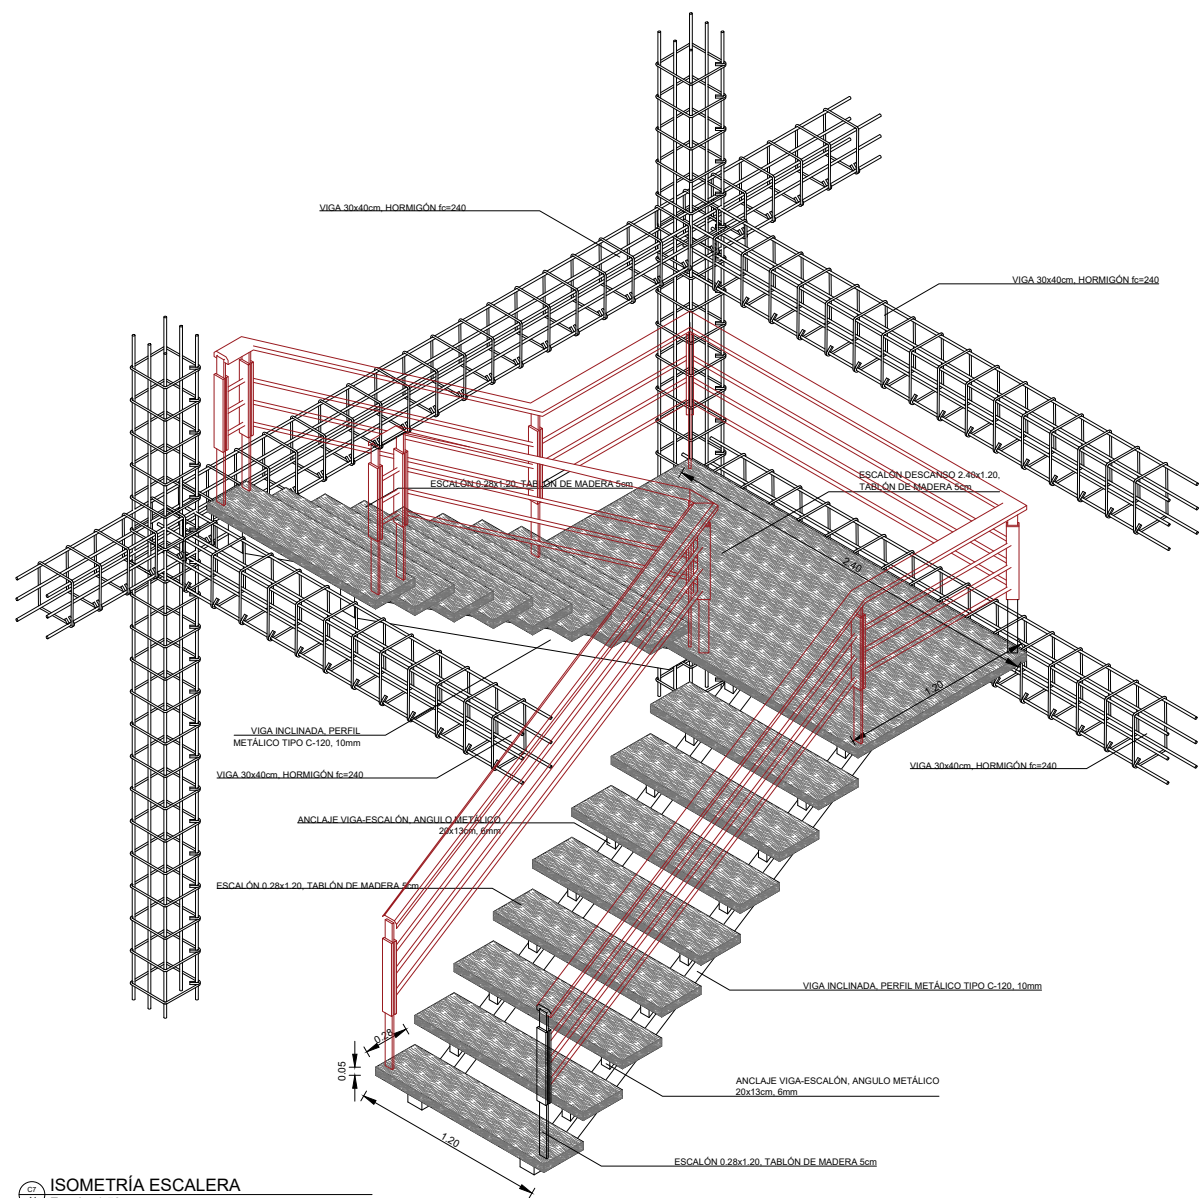 VIGA 30x40cm, HORMIGÓN fc=240
VIGA 30x40cm, HORMIGÓN fc=240
ESCALÓN 0.28x1.20, TABLÓN DE MADERA 5cm
ESCALÓN DESCANSO 2.40x1.20,
TABLÓN DE MADERA 5cm
2.40
1.20
VIGA INCLINADA, PERFIL
METÁLICO TIPO C-120, 10mm
VIGA 30x40cm, HORMIGÓN fc=240
VIGA 30x40cm, HORMIGÓN fc=240
ANCLAJE VIGA-ESCALÓN, ANGULO METÁLICO
20x13cm, 6mm
ESCALÓN 0.28x1.20, TABLÓN DE MADERA 5cm
VIGA INCLINADA, PERFIL METÁLICO TIPO C-120, 10mm
0.28
0.05
ANCLAJE VIGA-ESCALÓN, ANGULO METÁLICO
20x13cm, 6mm
1.20
ESCALÓN 0.28x1.20, TABLÓN DE MADERA 5cm
C7
ISOMETRÍA ESCALERA